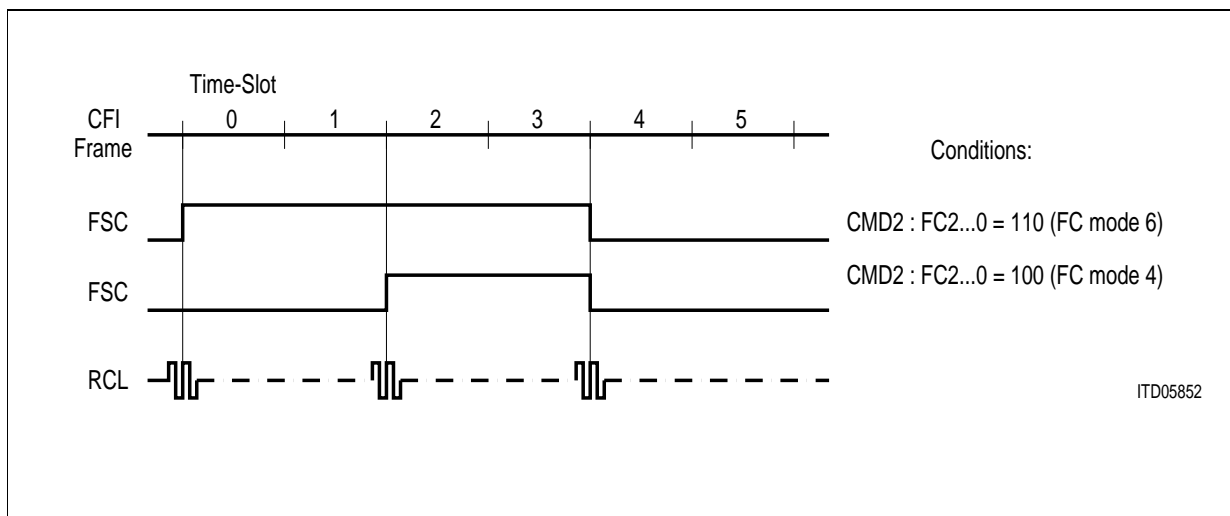 Time-Slot
CFI 0 1 2 3 4 5
Frame
Conditions:
FSC CMD2 : FC2...0 = 110 (FC mode 6)
FSC CMD2 : FC2...0 = 100 (FC mode 4)
RCL
ITD05852